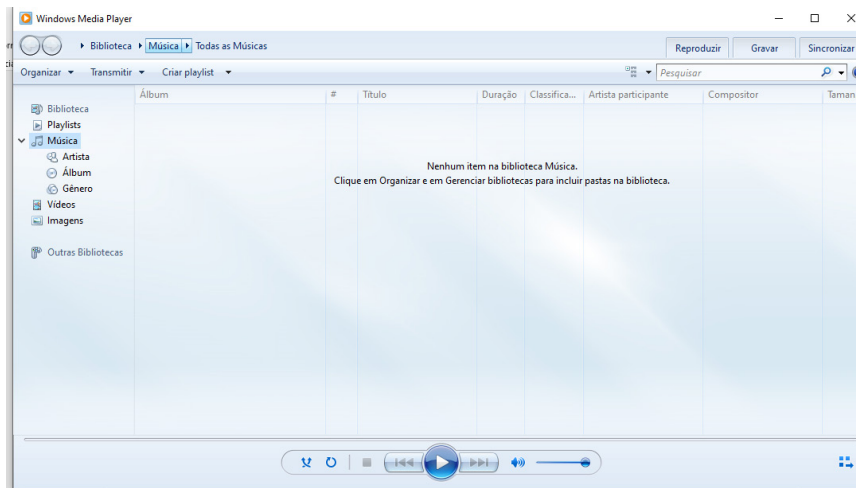 Windows Media Player
Biblioteca Música Todas as Músicas
Reproduzir Gravar Sincronizar
Organizar Transmitir Criar playlist
Pesquisar
Álbum # Título Duração Classifica... Artista participante Compositor Taman
Biblioteca
Playlists
Música
Artista
Álbum
Gênero
Vídeos
Imagens
Outras Bibliotecas
Nenhum item na biblioteca Música.
Clique em Organizar e em Gerenciar bibliotecas para incluir pastas na biblioteca.